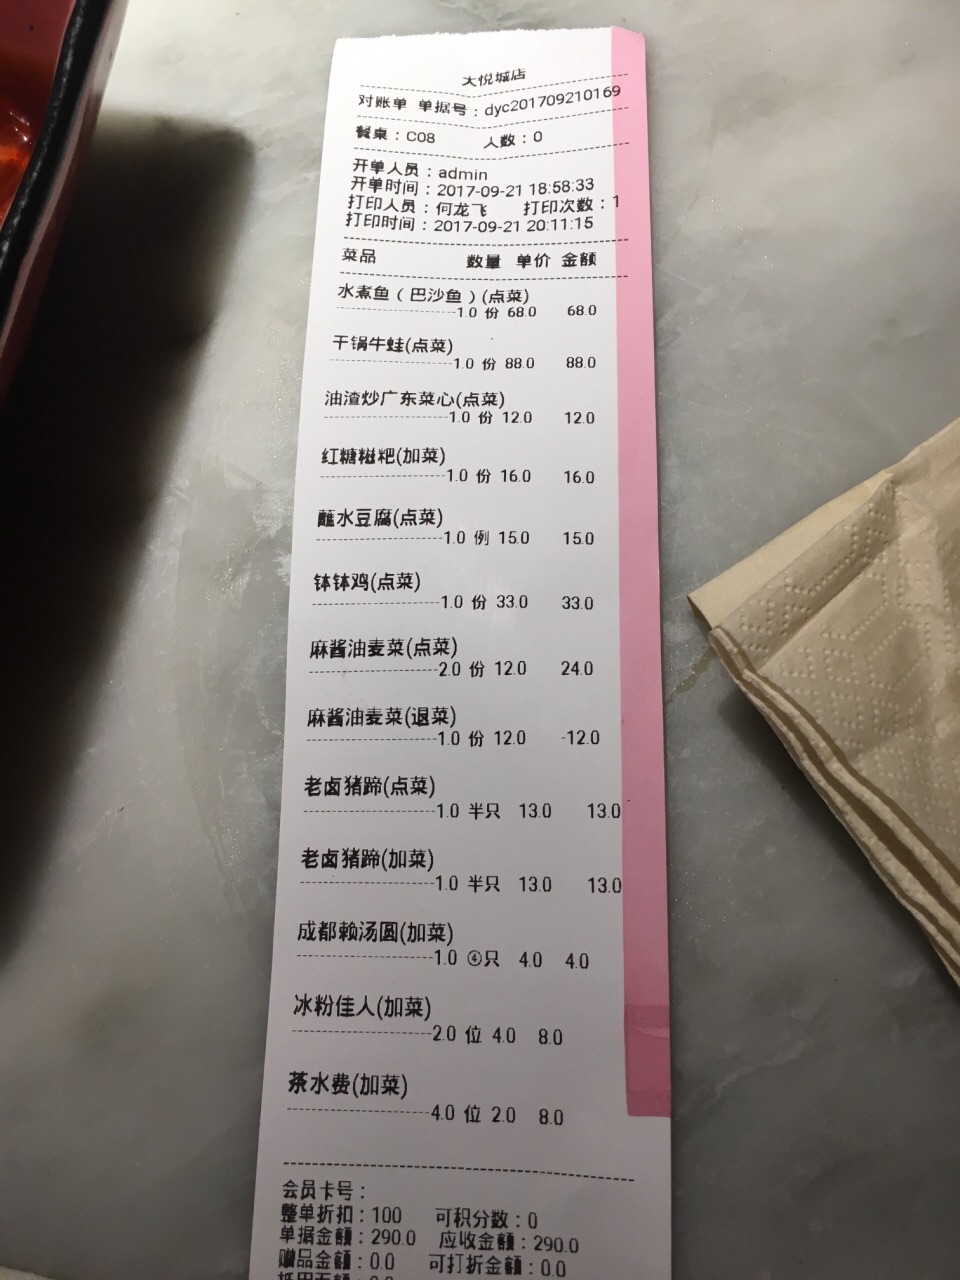 大悦城店
对账单 单据号：dyc201709210169
餐桌：C08 人数：0
开单人员：admin
开单时间：2017-09-21 18:58:33
打印人员：何龙飞 打印次数：1
打印时间：2017-09-21 20:11:15
菜品 数量 单价 金额
水煮鱼（巴沙鱼）(点菜)
1.0 份 68.0 68.0
干锅牛蛙(点菜)
1.0 份 88.0 88.0
油渣炒广东菜心(点菜)
1.0 份 12.0 12.0
红糖糍粑(加菜)
1.0 份 16.0 16.0
蘸水豆腐(点菜)
1.0 例 15.0 15.0
钵钵鸡(点菜)
1.0 份 33.0 33.0
麻酱油麦菜(点菜)
2.0 份 12.0 24.0
麻酱油麦菜(退菜)
1.0 份 12.0 -12.0
老卤猪蹄(点菜)
1.0 半只 13.0 13.0
老卤猪蹄(加菜)
1.0 半只 13.0 13.0
成都赖汤圆(加菜)
1.0 ④只 4.0 4.0
冰粉佳人(加菜)
2.0 位 4.0 8.0
茶水费(加菜)
4.0 位 2.0 8.0
会员卡号：
整单折扣：100 可积分数：0
单据金额：290.0 应收金额：290.0
赠品金额：0.0 可打折金额：0.0